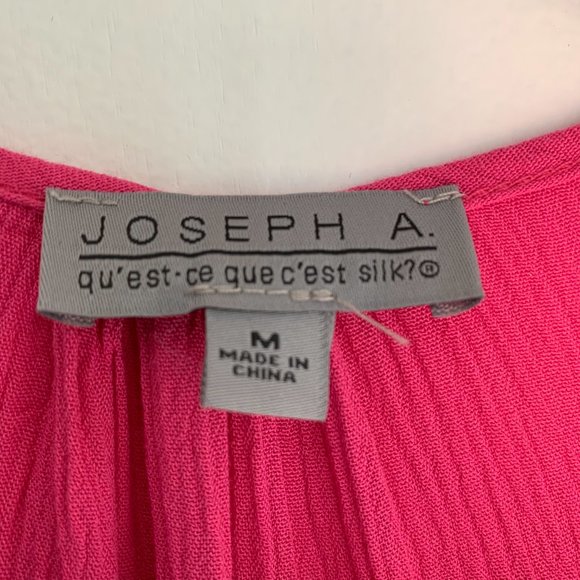 JOSEPH A.
qu'est·ce que c'est silk?®
M
MADE IN
CHINA